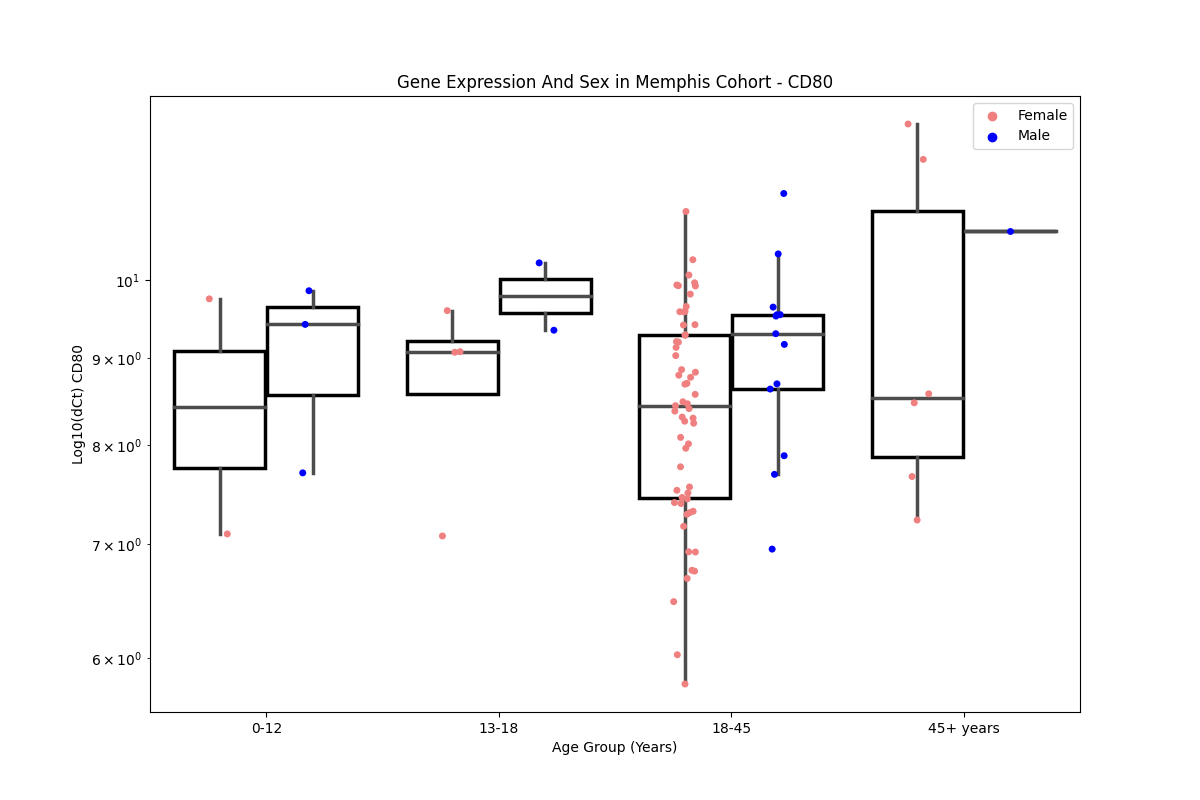 Gene Expression And Sex in Memphis Cohort - CD80
Female
Male
Log10(dCt) CD80
10¹
9 × 10⁰
8 × 10⁰
7 × 10⁰
6 × 10⁰
0-12
13-18
18-45
45+ years
Age Group (Years)